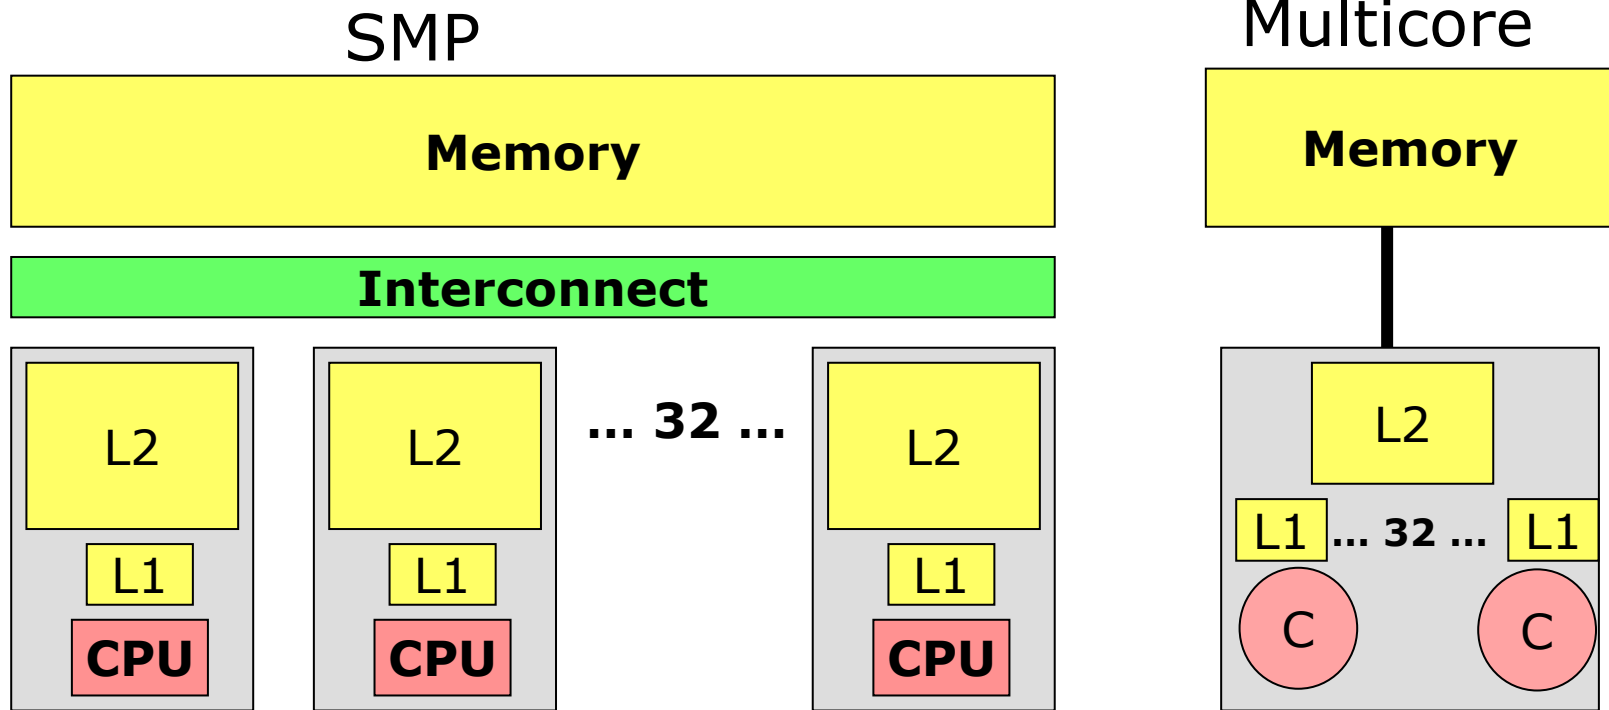 SMP
Multicore
Memory
Memory
Interconnect
L2
L2
... 32 ...
L2
L2
L1
L1
L1
L1
... 32 ...
L1
CPU
CPU
CPU
C
C